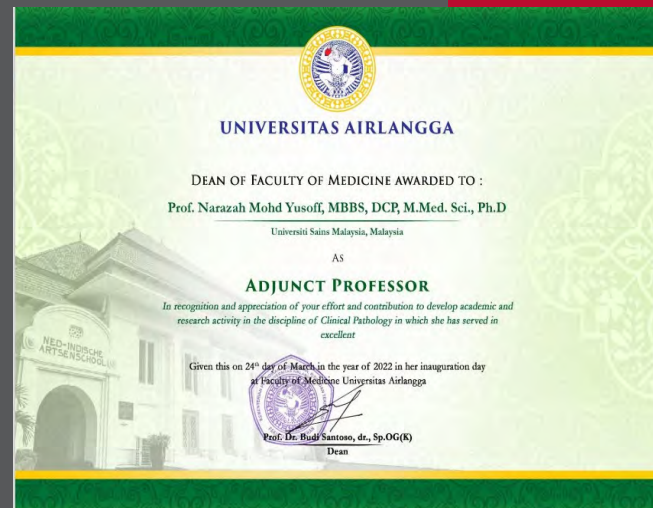 UNIVERSITAS AIRLANGGA
DEAN OF FACULTY OF MEDICINE AWARDED TO :
Prof. Narazah Mohd Yusoff, MBBS, DCP, M.Med. Sci., Ph.D
Universiti Sains Malaysia, Malaysia
AS
ADJUNCT PROFESSOR
In recognition and appreciation of your effort and contribution to develop academic and
research activity in the discipline of Clinical Pathology in which she has served in
excellent
NED-INDISCHE
ARTSENSCHOOL
Given this on 24th day of March in the year of 2022 in her inauguration day
at Faculty of Medicine Universitas Airlangga
Prof. Dr. Budi Santoso, dr., Sp.OG(K)
Dean